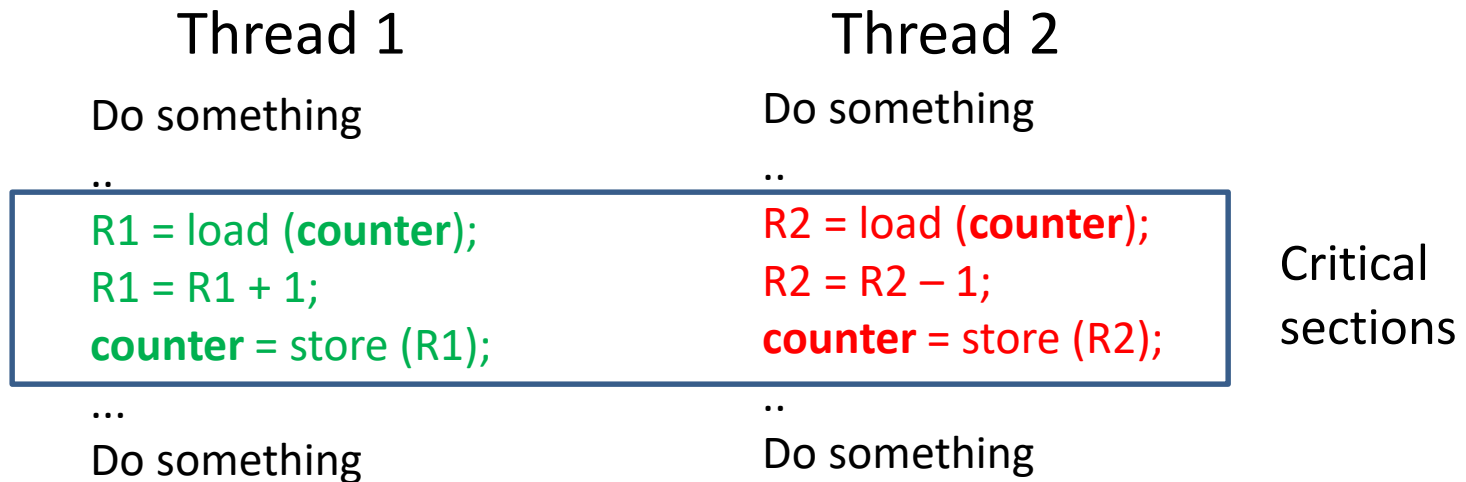 Thread 1
Do something
..
R1 = load (counter);
R1 = R1 + 1;
counter = store (R1);
...
Do something
Thread 2
Do something
..
R2 = load (counter);
R2 = R2 – 1;
counter = store (R2);
..
Do something
Critical
sections